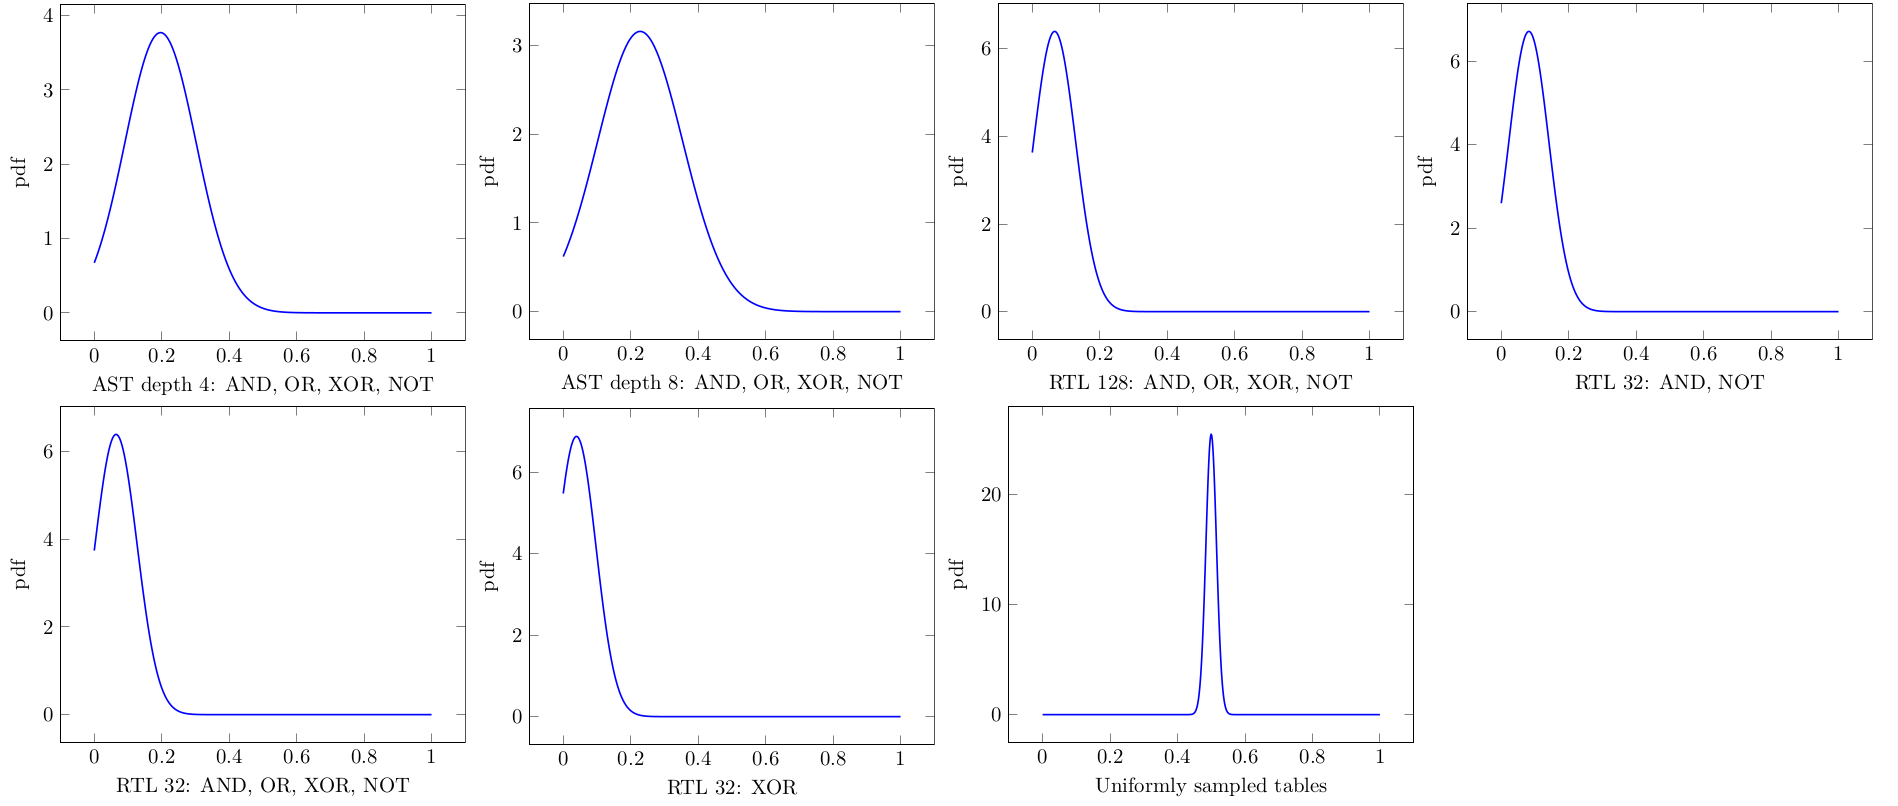 4
3
2
1
0
pdf
0 0.2 0.4 0.6 0.8 1
AST depth 4: AND, OR, XOR, NOT
3
2
1
0
pdf
0 0.2 0.4 0.6 0.8 1
AST depth 8: AND, OR, XOR, NOT
6
4
2
0
pdf
0 0.2 0.4 0.6 0.8 1
RTL 128: AND, OR, XOR, NOT
6
4
2
0
pdf
0 0.2 0.4 0.6 0.8 1
RTL 32: AND, NOT
6
4
2
0
pdf
0 0.2 0.4 0.6 0.8 1
RTL 32: AND, OR, XOR, NOT
6
4
2
0
pdf
0 0.2 0.4 0.6 0.8 1
RTL 32: XOR
20
10
0
pdf
0 0.2 0.4 0.6 0.8 1
Uniformly sampled tables